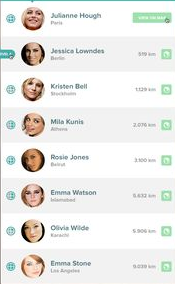 Julianne Hough
Paris
VIEW ON MAP
Jessica Lowndes
Berlin
519 km
Kristen Bell
Stockholm
1.129 km
Mila Kunis
Athens
2.076 km
Rosie Jones
Beirut
3.100 km
Emma Watson
Islamabad
5.632 km
Olivia Wilde
Karachi
5.906 km
Emma Stone
Los Angeles
9.039 km